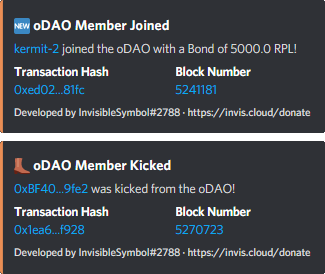 NEW oDAO Member Joined
kermit-2 joined the oDAO with a Bond of 5000.0 RPL!
Transaction Hash Block Number
0xed02...81fc 5241181
Developed by InvisibleSymbol#2788 · https://invis.cloud/donate
oDAO Member Kicked
0xBF40...9fe2 was kicked from the oDAO!
Transaction Hash Block Number
0x1ea6...f928 5270723
Developed by InvisibleSymbol#2788 · https://invis.cloud/donate